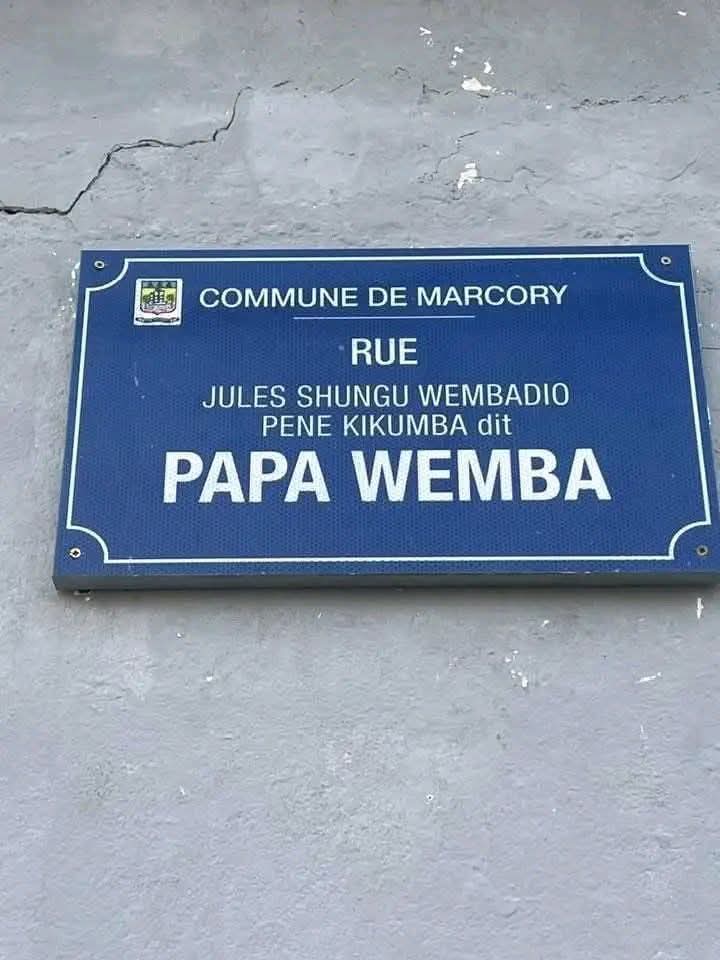 COMMUNE DE MARCORY
RUE
JULES SHUNGU WEMBADIO
PENE KIKUMBA dit
PAPA WEMBA